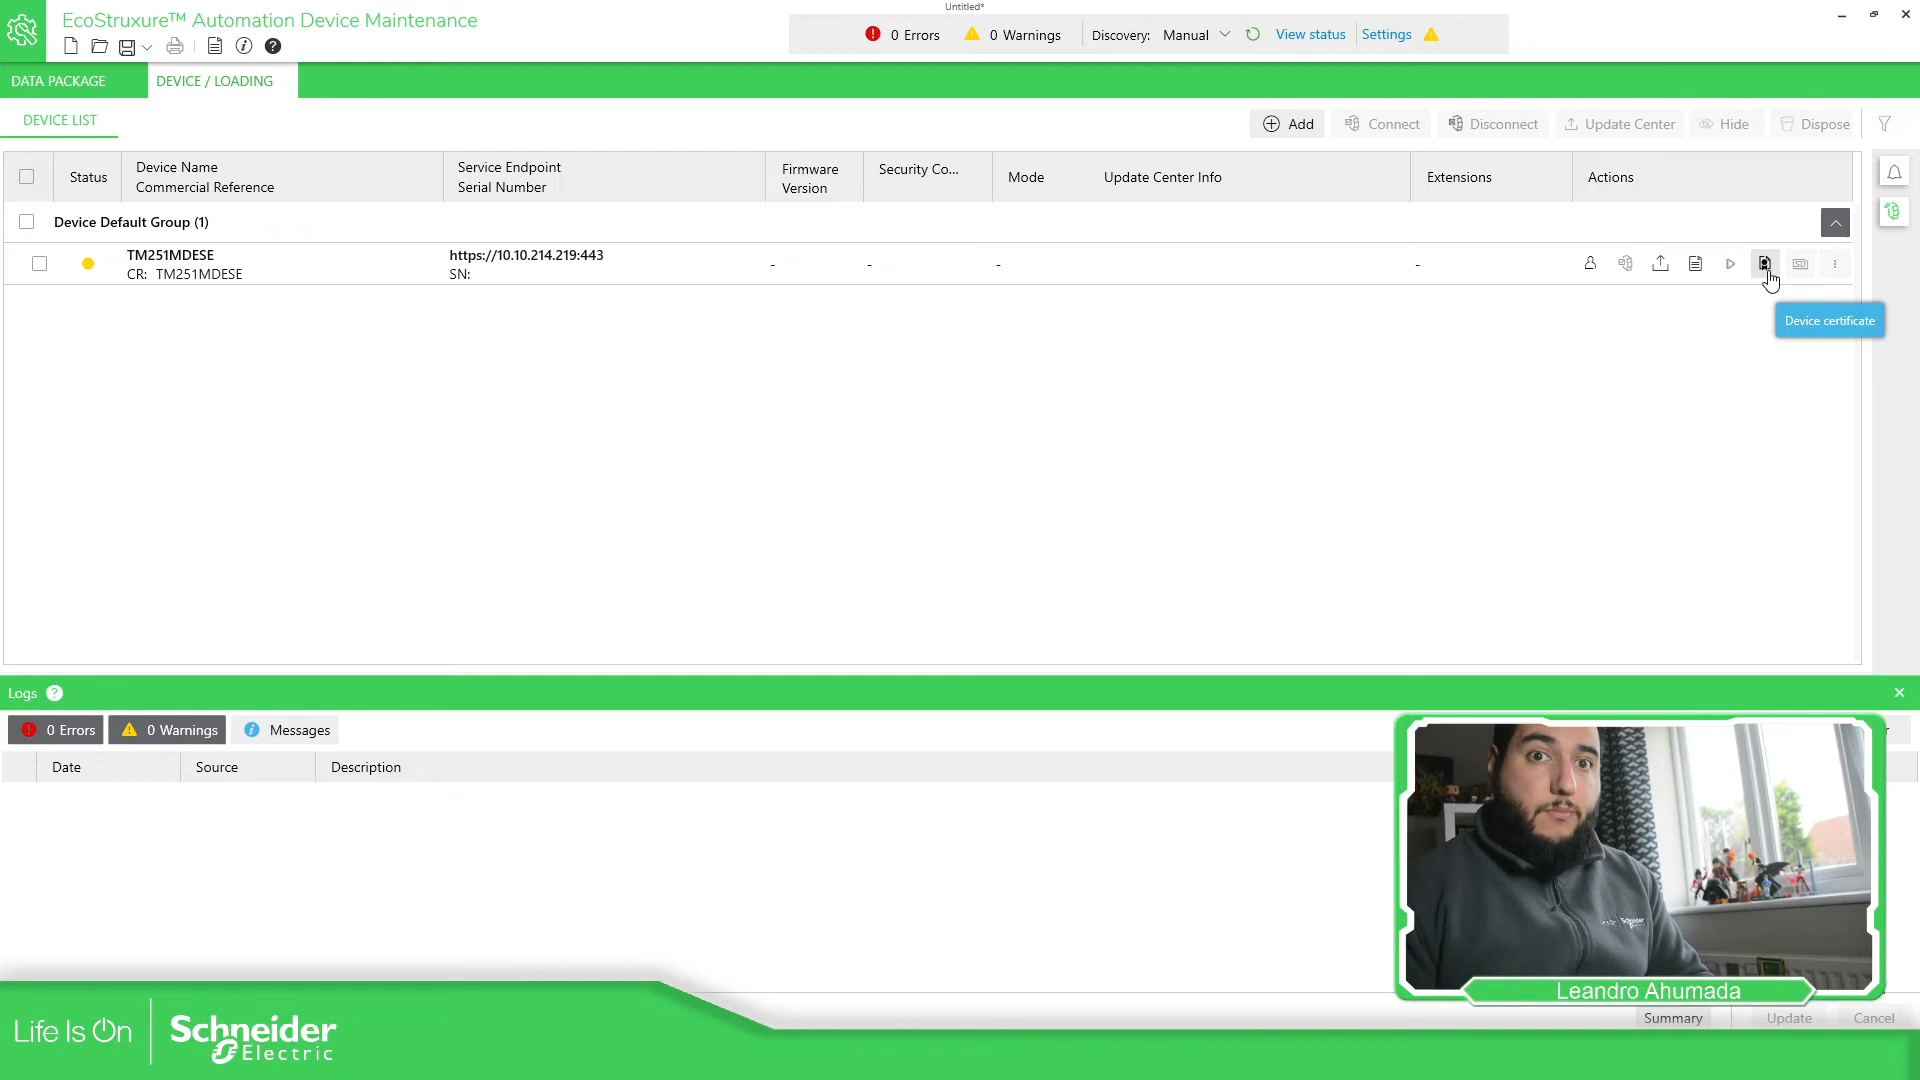 Untitled*
EcoStruxure™ Automation Device Maintenance
0 Errors
0 Warnings
Discovery:
Manual
View status
Settings
DATA PACKAGE
DEVICE / LOADING
DEVICE LIST
Add
Connect
Disconnect
Update Center
Hide
Dispose
Status
Device Name
Commercial Reference
Service Endpoint
Serial Number
Firmware
Version
Security Co...
Mode
Update Center Info
Extensions
Actions
Device Default Group (1)
TM251MDESE
CR: TM251MDESE
https://10.10.214.219:443
SN:
-
-
-
-
Device certificate
Logs
0 Errors
0 Warnings
Messages
Date
Source
Description
Leandro Ahumada
Summary
Update
Cancel
Life Is On
Schneider
Electric